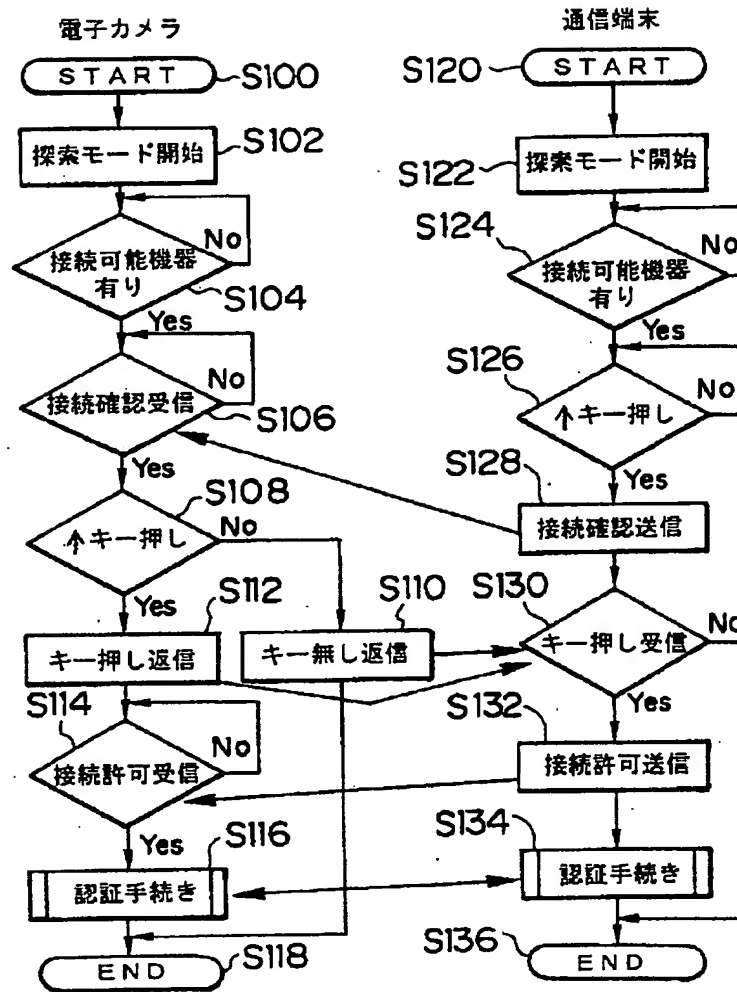 電子カメラ
START
S100
探索モード開始
S102
接続可能機器
有り
No
S104
Yes
接続確認受信
No
S106
Yes
S108
↑キー押し
No
Yes
S112
キー押し返信
S110
キー無し返信
S114
接続許可受信
No
Yes
S116
認証手続き
END
S118
通信端末
S120
START
S122
探索モード開始
S124
接続可能機器
有り
No
Yes
S126
↑キー押し
No
Yes
S128
接続確認送信
S130
キー押し受信
No
Yes
S132
接続許可送信
S134
認証手続き
S136
END